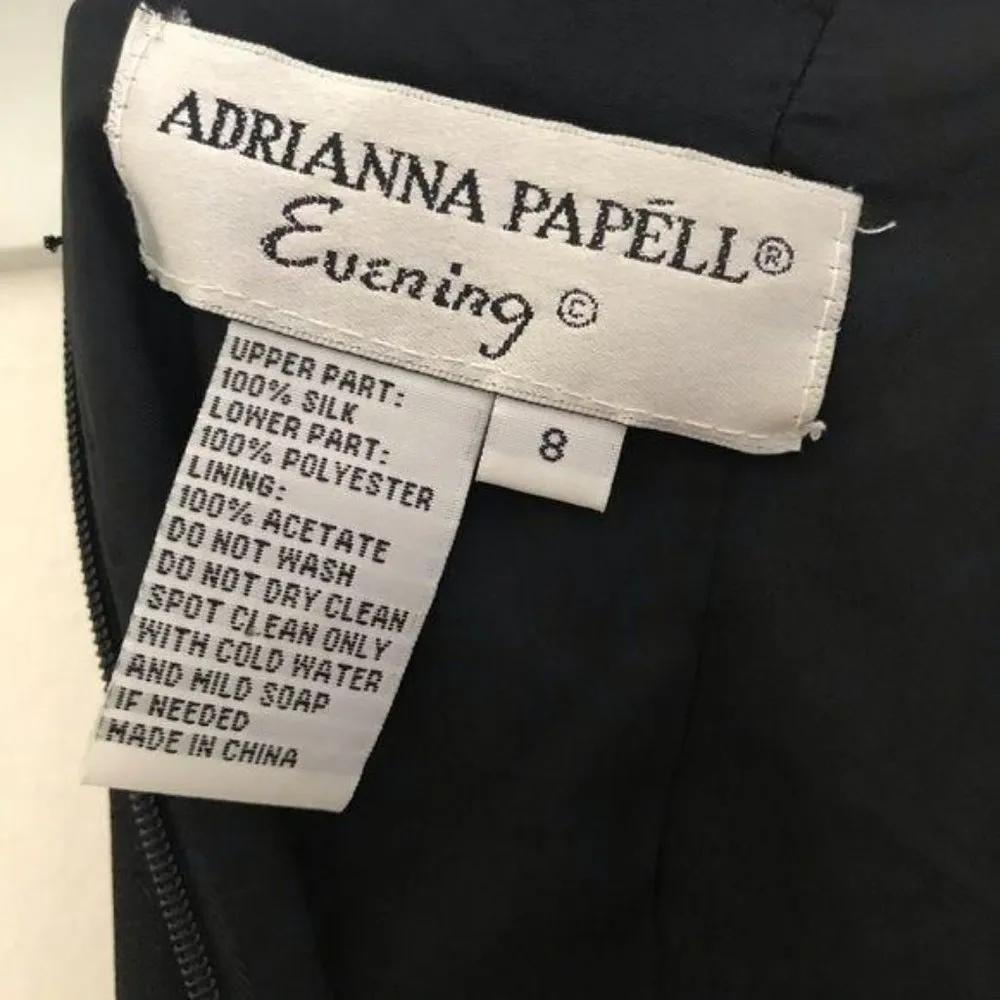 ADRIANNA PAPÉLL®
Evening ©
8
UPPER PART:
100% SILK
LOWER PART:
100% POLYESTER
LINING:
100% ACETATE
DO NOT WASH
DO NOT DRY CLEAN
SPOT CLEAN ONLY
WITH COLD WATER
AND MILD SOAP
IF NEEDED
MADE IN CHINA